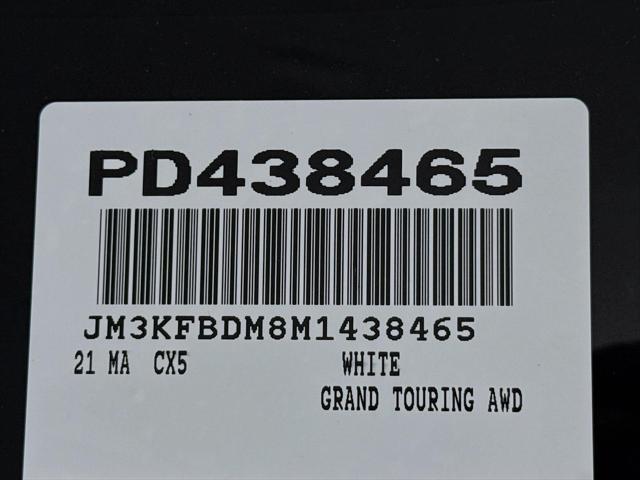 PD438465
JM3KFBDM8M1438465
21 MA CX5 WHITE
GRAND TOURING AWD